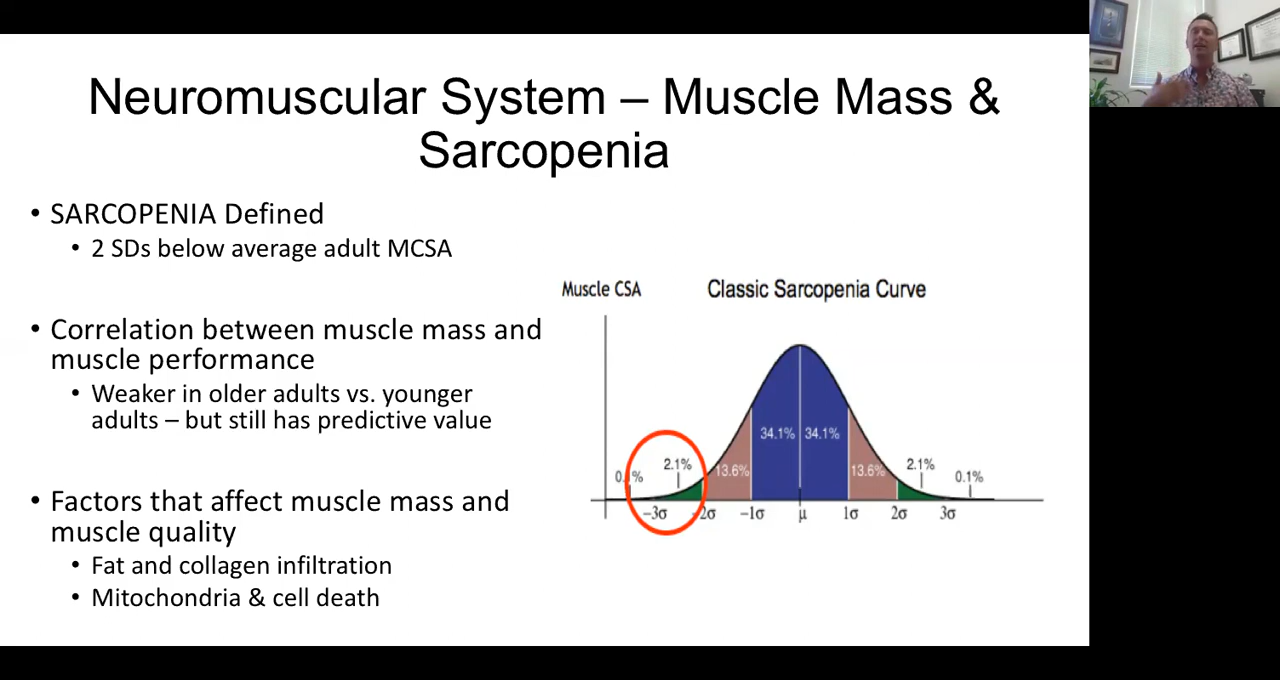 Neuromuscular System – Muscle Mass &
Sarcopenia
• SARCOPENIA Defined
• 2 SDs below average adult MCSA
• Correlation between muscle mass and
muscle performance
• Weaker in older adults vs. younger
adults – but still has predictive value
• Factors that affect muscle mass and
muscle quality
• Fat and collagen infiltration
• Mitochondria & cell death
Muscle CSA
Classic Sarcopenia Curve
34.1% 34.1%
2.1% 13.6% 13.6% 2.1%
0.1%
−3σ −2σ −1σ μ 1σ 2σ 3σ